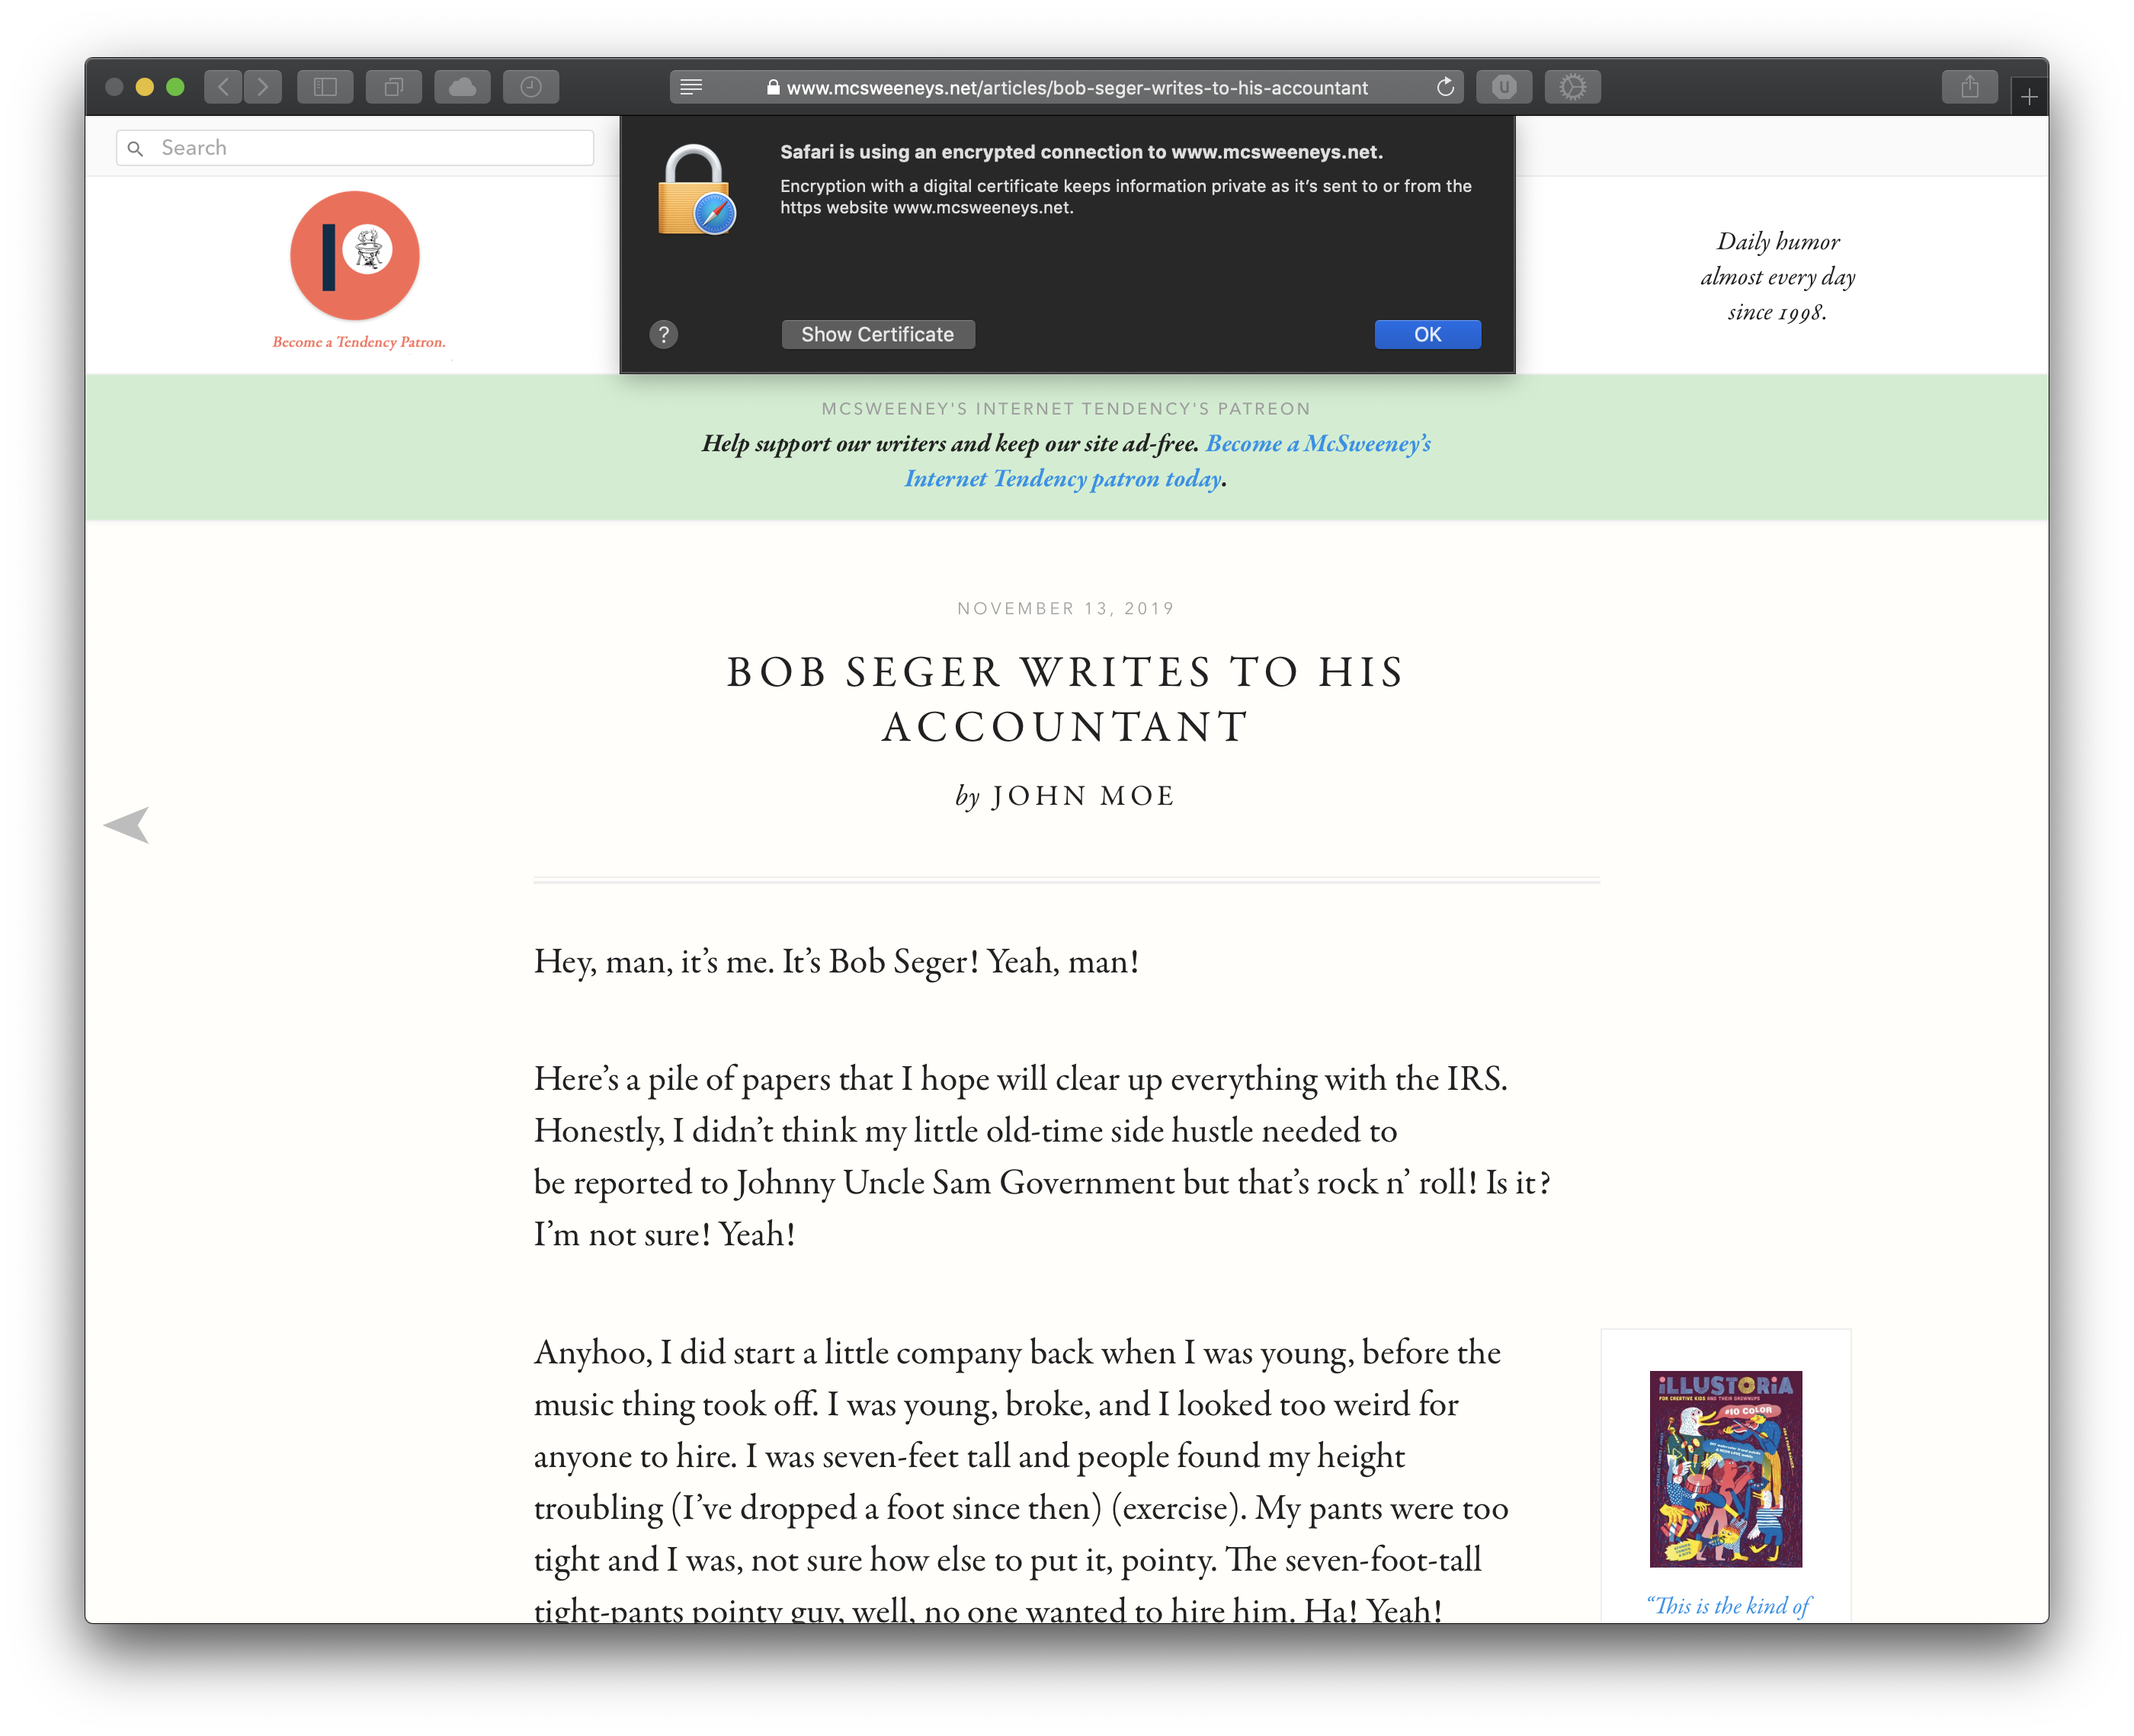 www.mcsweeneys.net/articles/bob-seger-writes-to-his-accountant
Search
Safari is using an encrypted connection to www.mcsweeneys.net.
Encryption with a digital certificate keeps information private as it’s sent to or from the
https website www.mcsweeneys.net.
?
Show Certificate
OK
Become a Tendency Patron.
Daily humor
almost every day
since 1998.
MCSWEENEY'S INTERNET TENDENCY'S PATREON
Help support our writers and keep our site ad-free. Become a McSweeney’s
Internet Tendency patron today.
NOVEMBER 13, 2019
BOB SEGER WRITES TO HIS
ACCOUNTANT
by JOHN MOE
Hey, man, it’s me. It’s Bob Seger! Yeah, man!
Here’s a pile of papers that I hope will clear up everything with the IRS.
Honestly, I didn’t think my little old-time side hustle needed to
be reported to Johnny Uncle Sam Government but that’s rock n’ roll! Is it?
I’m not sure! Yeah!
Anyhoo, I did start a little company back when I was young, before the
music thing took off. I was young, broke, and I looked too weird for
anyone to hire. I was seven-feet tall and people found my height
troubling (I’ve dropped a foot since then) (exercise). My pants were too
tight and I was, not sure how else to put it, pointy. The seven-foot-tall
tight-pants pointy guy, well, no one wanted to hire him. Ha! Yeah!
iLLUSTORiA
FOR CREATIVE KIDS AND THEIR GROWNUPS
#10 COLOR
“This is the kind of